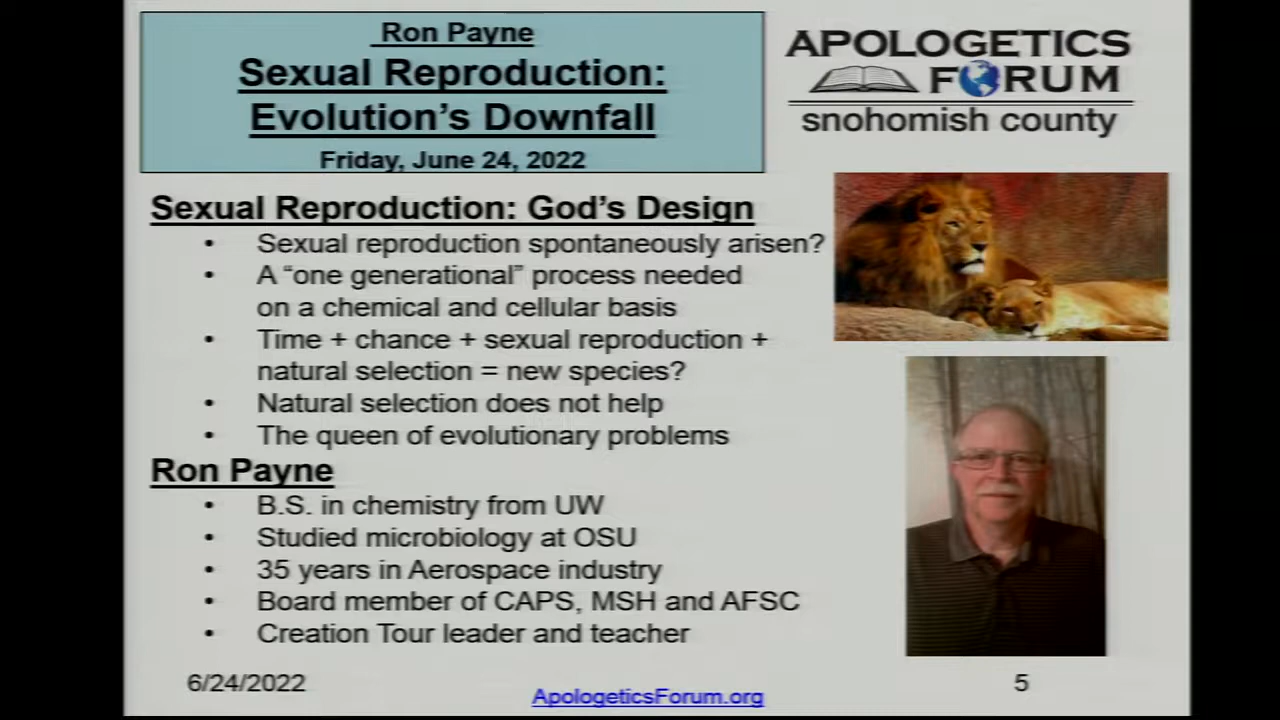 Ron Payne
Sexual Reproduction:
Evolution's Downfall
Friday, June 24, 2022
APOLOGETICS
FORUM
snohomish county
Sexual Reproduction: God's Design
• Sexual reproduction spontaneously arisen?
• A “one generational” process needed
on a chemical and cellular basis
• Time + chance + sexual reproduction +
natural selection = new species?
• Natural selection does not help
• The queen of evolutionary problems
Ron Payne
• B.S. in chemistry from UW
• Studied microbiology at OSU
• 35 years in Aerospace industry
• Board member of CAPS, MSH and AFSC
• Creation Tour leader and teacher
6/24/2022
ApologeticsForum.org
5